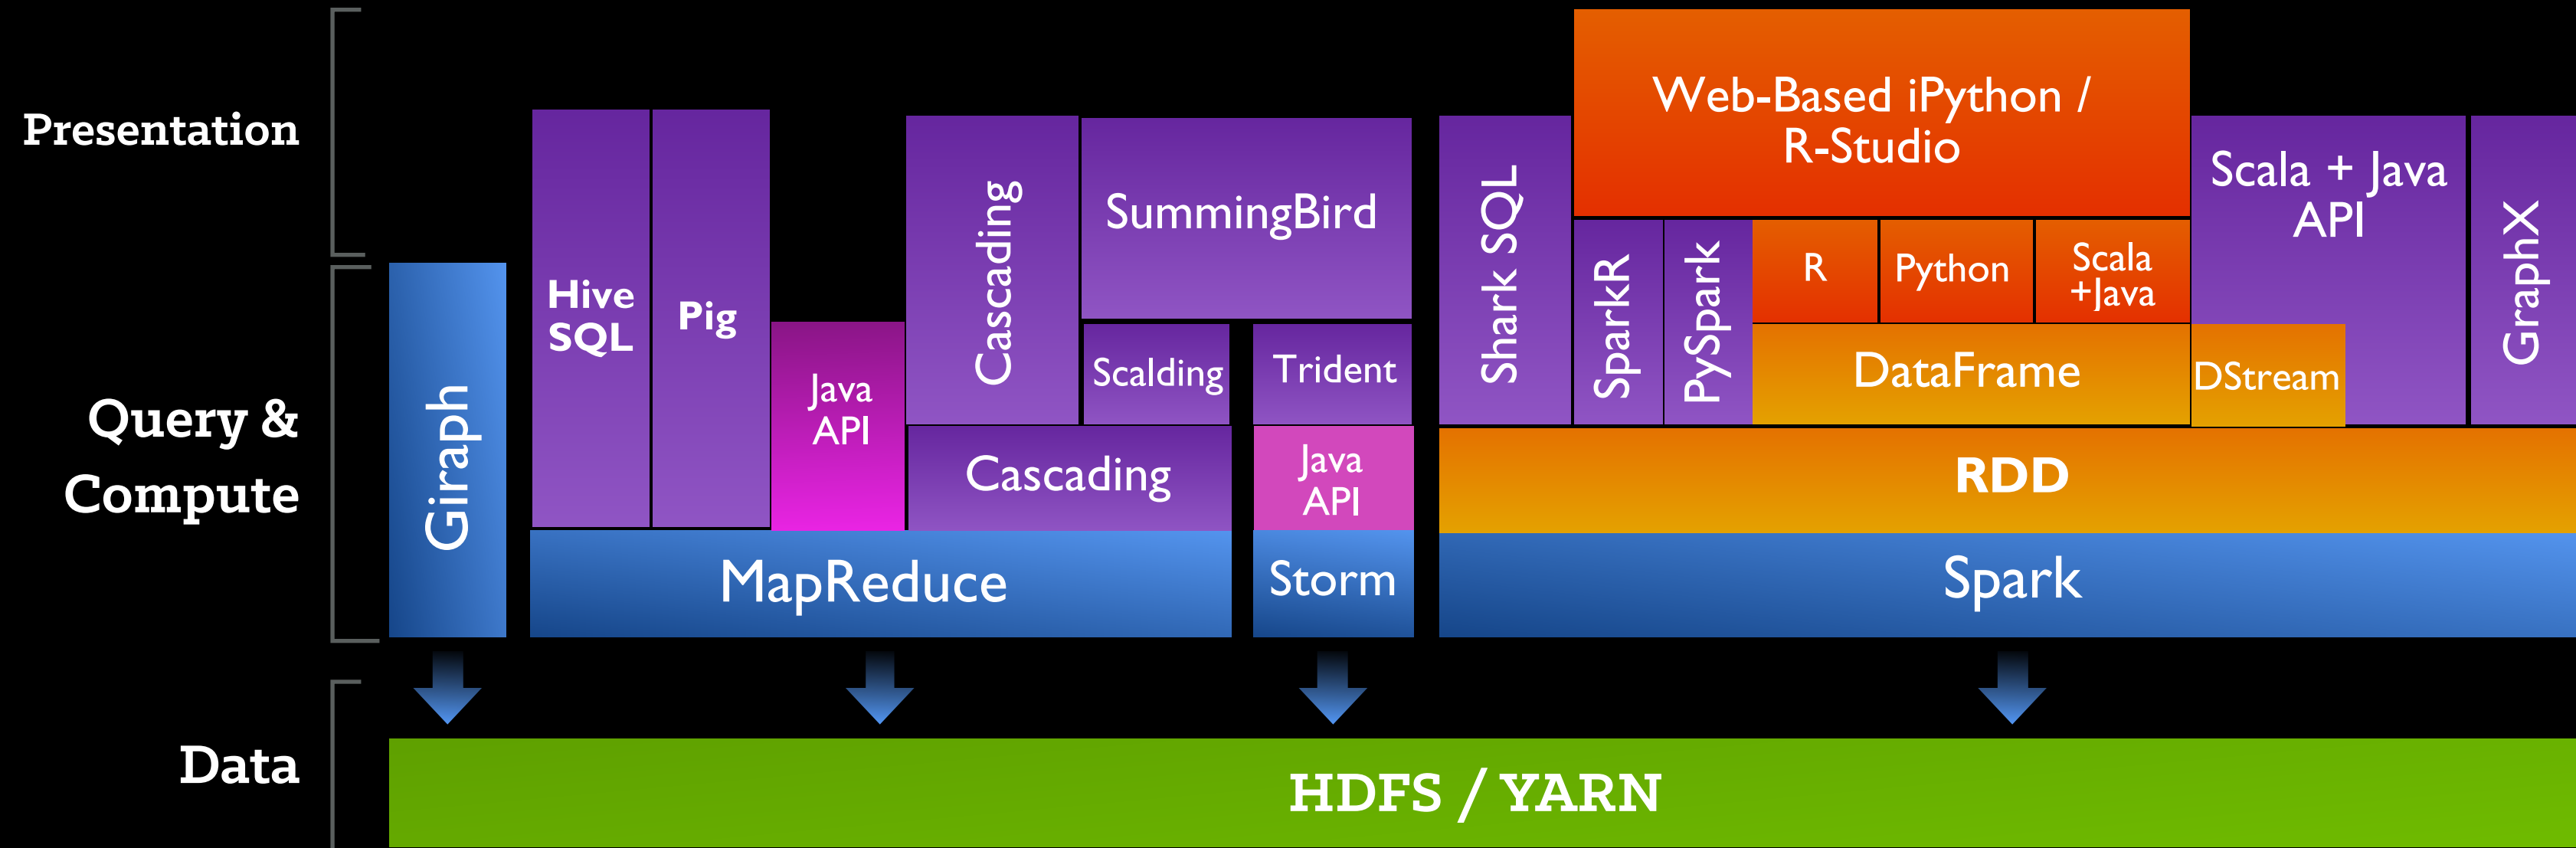 Presentation
Query &
Compute
Data
Giraph
Hive
SQL
Pig
Java
API
Cascading
SummingBird
Scalding
Trident
Cascading
Java
API
MapReduce
Storm
Shark SQL
Web-Based iPython /
R-Studio
SparkR
PySpark
R
Python
Scala
+Java
DataFrame
Scala + Java
API
DStream
GraphX
RDD
Spark
HDFS / YARN